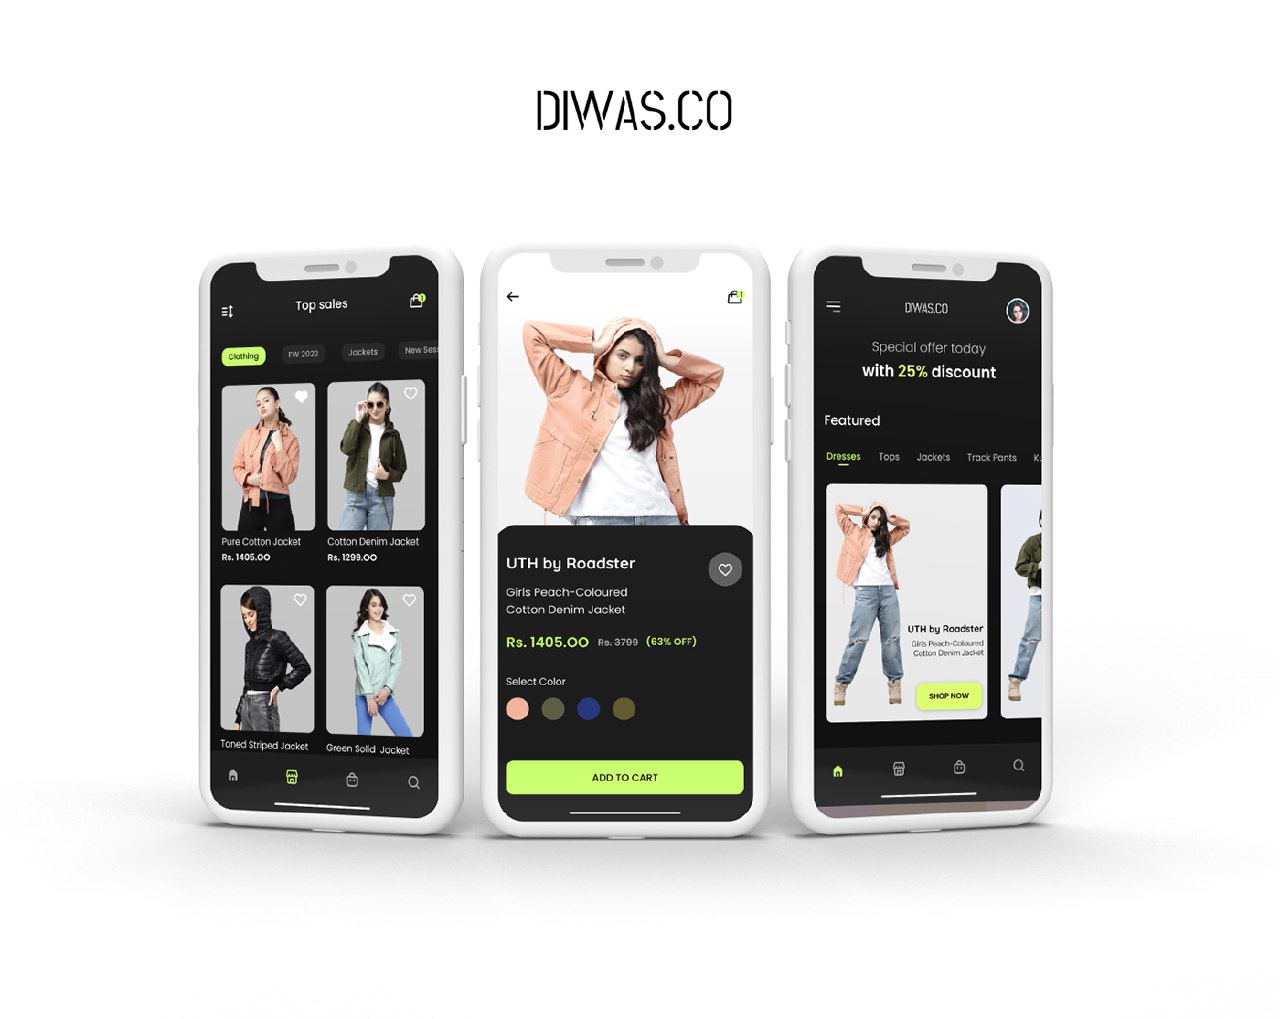 DIWAS.CO
Top sales
1
Clothing
FW 2022
Jackets
New Sess
Pure Cotton Jacket
Rs. 1405.00
Cotton Denim Jacket
Rs. 1299.00
Toned Striped Jacket
Green Solid Jacket
1
UTH by Roadster
Girls Peach-Coloured
Cotton Denim Jacket
Rs. 1405.00 Rs. 3799 (63% OFF)
Select Color
ADD TO CART
DIWAS.CO
Special offer today
with 25% discount
Featured
Dresses
Tops
Jackets
Track Pants
UTH by Roadster
Girls Peach-Coloured
Cotton Denim Jacket
SHOP NOW